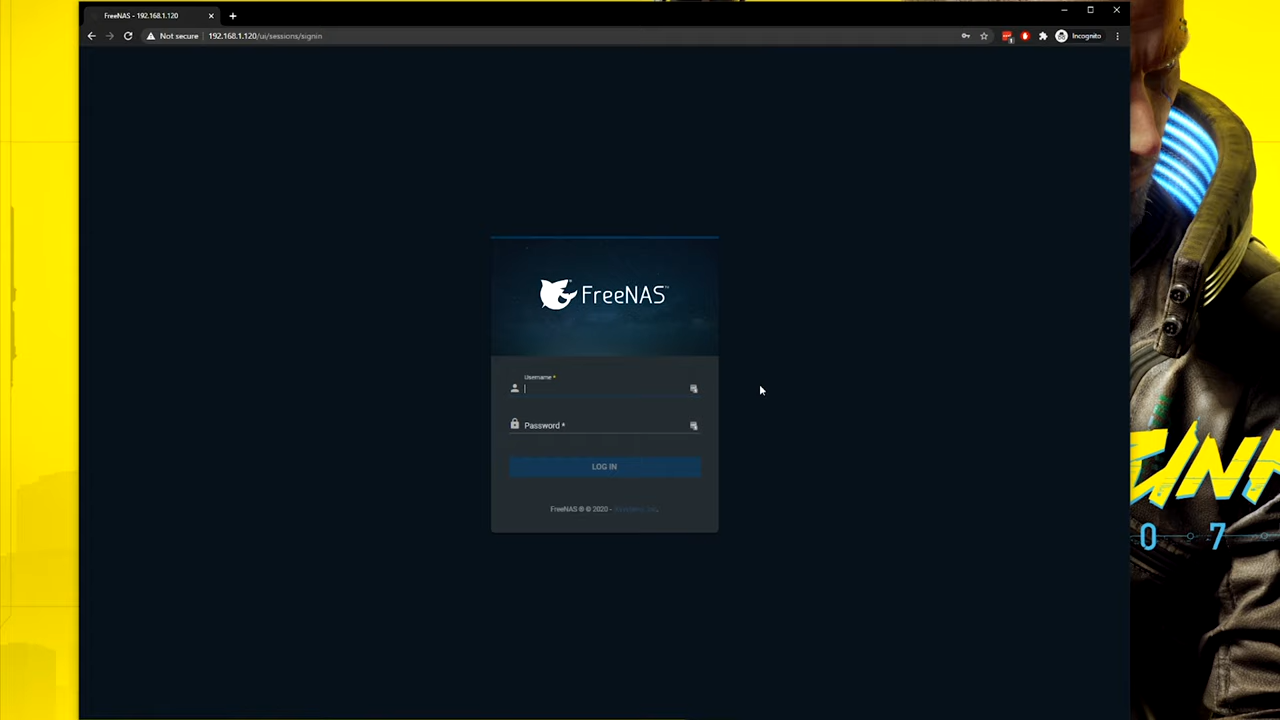 FreeNAS - 192.168.1.120
Not secure
192.168.1.120/ui/sessions/signin
Incognito
FreeNAS™
Username *
Password *
LOG IN
FreeNAS ® © 2020 -
0 7